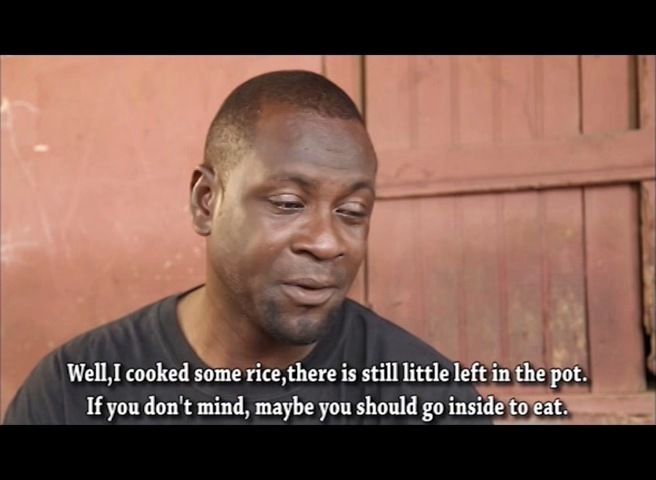 Well,I cooked some rice,there is still little left in the pot.
If you don't mind, maybe you should go inside to eat.